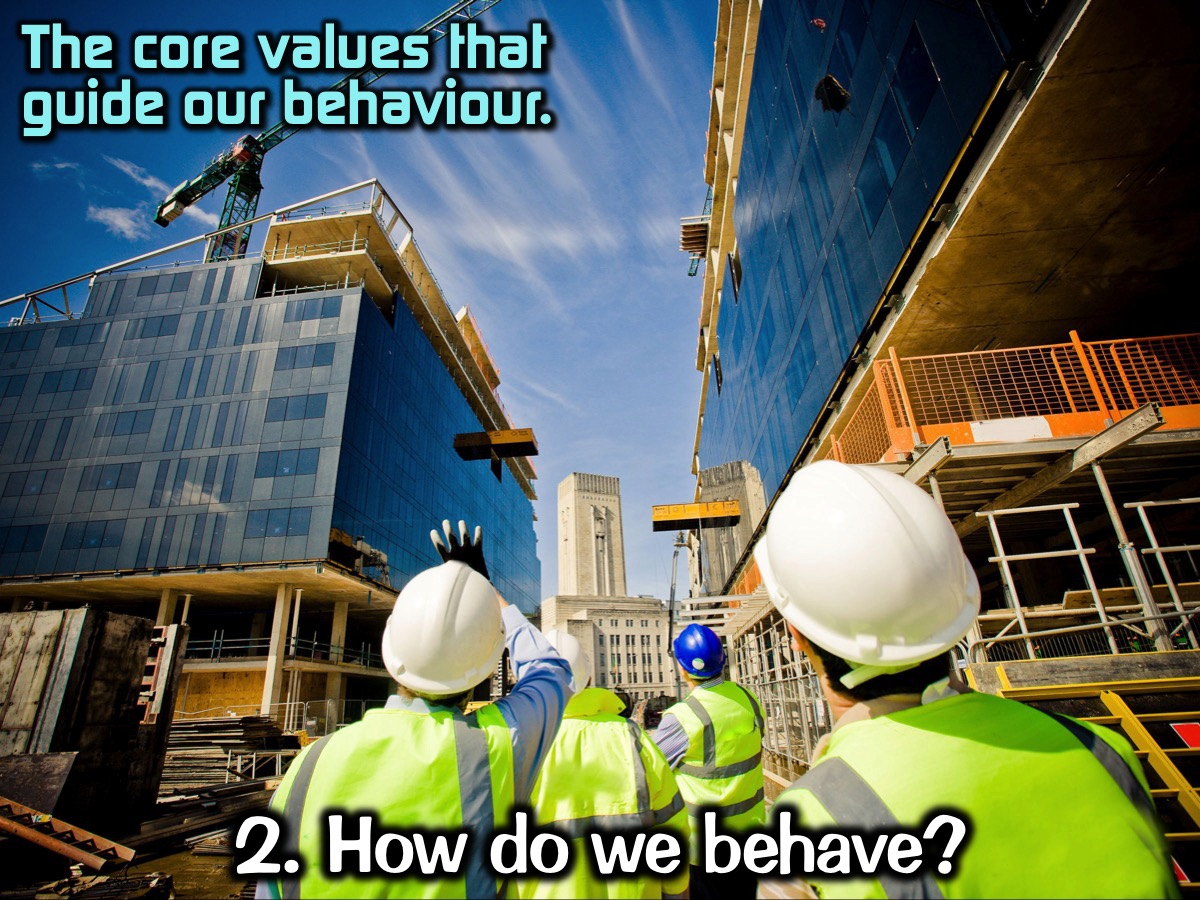 The core values that
guide our behaviour.
2. How do we behave?